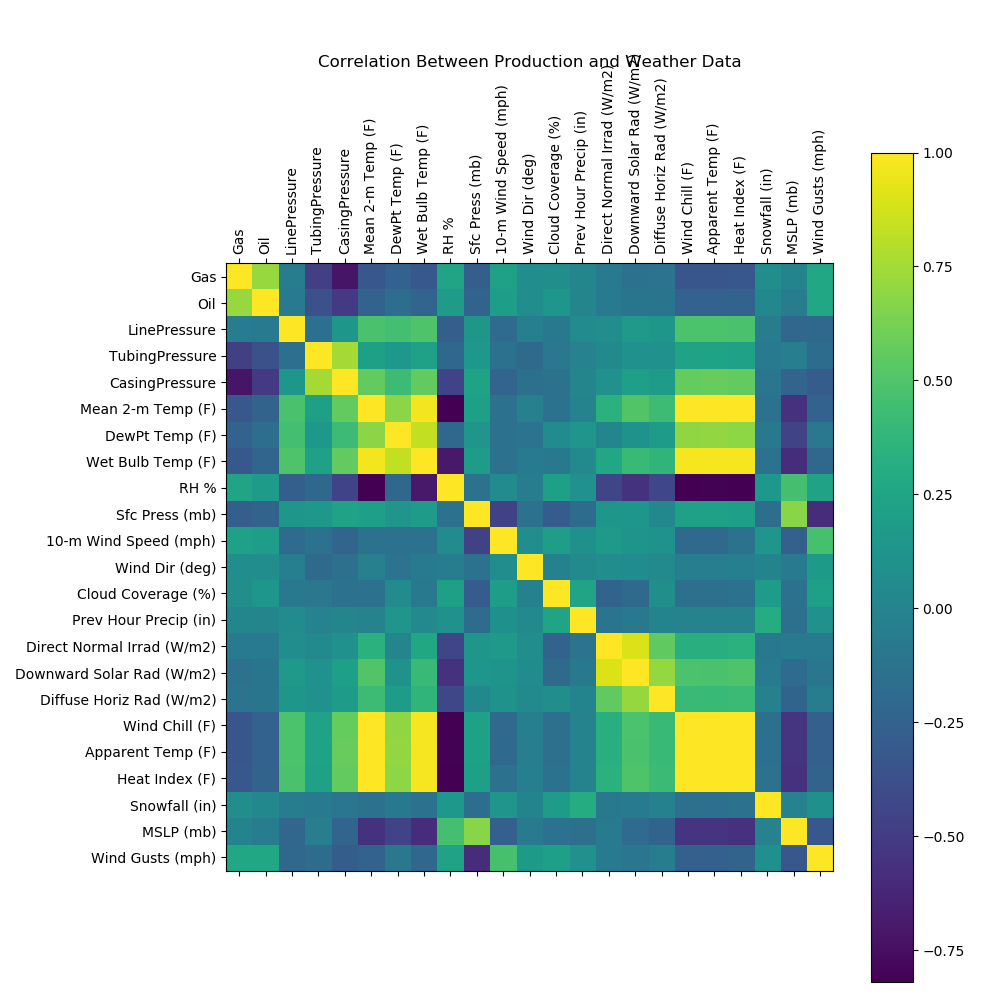 Correlation Between Production and Weather Data
Gas
Oil
LinePressure
TubingPressure
CasingPressure
Mean 2-m Temp (F)
DewPt Temp (F)
Wet Bulb Temp (F)
RH %
Sfc Press (mb)
10-m Wind Speed (mph)
Wind Dir (deg)
Cloud Coverage (%)
Prev Hour Precip (in)
Direct Normal Irrad (W/m2)
Downward Solar Rad (W/m2)
Diffuse Horiz Rad (W/m2)
Wind Chill (F)
Apparent Temp (F)
Heat Index (F)
Snowfall (in)
MSLP (mb)
Wind Gusts (mph)
Gas
Oil
LinePressure
TubingPressure
CasingPressure
Mean 2-m Temp (F)
DewPt Temp (F)
Wet Bulb Temp (F)
RH %
Sfc Press (mb)
10-m Wind Speed (mph)
Wind Dir (deg)
Cloud Coverage (%)
Prev Hour Precip (in)
Direct Normal Irrad (W/m2)
Downward Solar Rad (W/m2)
Diffuse Horiz Rad (W/m2)
Wind Chill (F)
Apparent Temp (F)
Heat Index (F)
Snowfall (in)
MSLP (mb)
Wind Gusts (mph)
1.00
0.75
0.50
0.25
0.00
−0.25
−0.50
−0.75